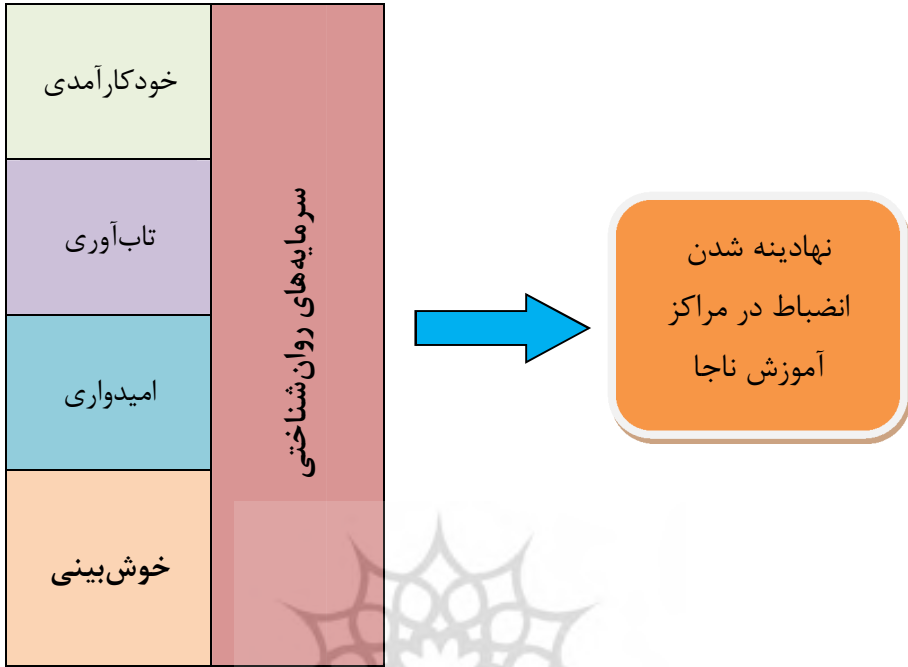 خودکارآمدی
تاب‌آوری
امیدواری
خوش‌بینی
سرمایه‌های روان‌شناختی
نهادینه شدن
انضباط در مراکز
آموزش ناجا